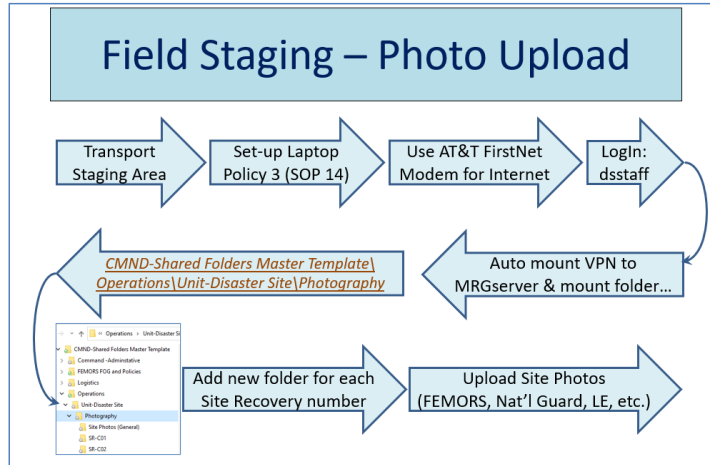 Field Staging – Photo Upload
Transport
Staging Area
Set-up Laptop
Policy 3 (SOP 14)
Use AT&T FirstNet
Modem for Internet
LogIn:
dsstaff
Auto mount VPN to
MRGserver & mount folder…
CMND-Shared Folders Master Template\
Operations\Unit-Disaster Site\Photography
« Operations › Unit-Disaster Si
CMND-Shared Folders Master Template
Command -Adminstative
FEMORS FOG and Policies
Logistics
Operations
Unit-Disaster Site
Photography
Site Photos (General)
SR-C01
SR-C02
Add new folder for each
Site Recovery number
Upload Site Photos
(FEMORS, Nat’l Guard, LE, etc.)